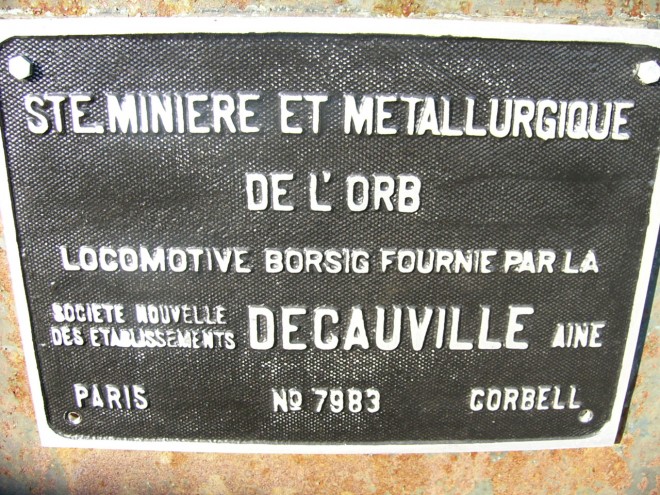 STE.MINIERE ET METALLURGIQUE
DE L'ORB
LOCOMOTIVE BORSIG FOURNIE PAR LA
SOCIETE NOUVELLE
DES ETABLISSEMENTS DECAUVILLE AINE
PARIS No 7983 CORBELL